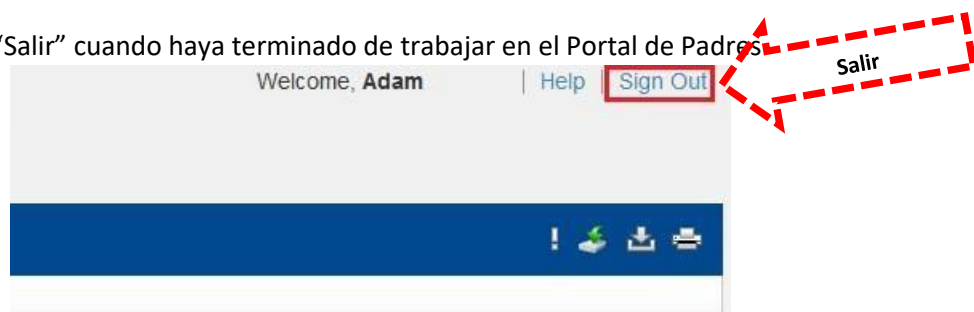 “Salir” cuando haya terminado de trabajar en el Portal de Padres
Salir
Welcome, Adam | Help | Sign Out
!